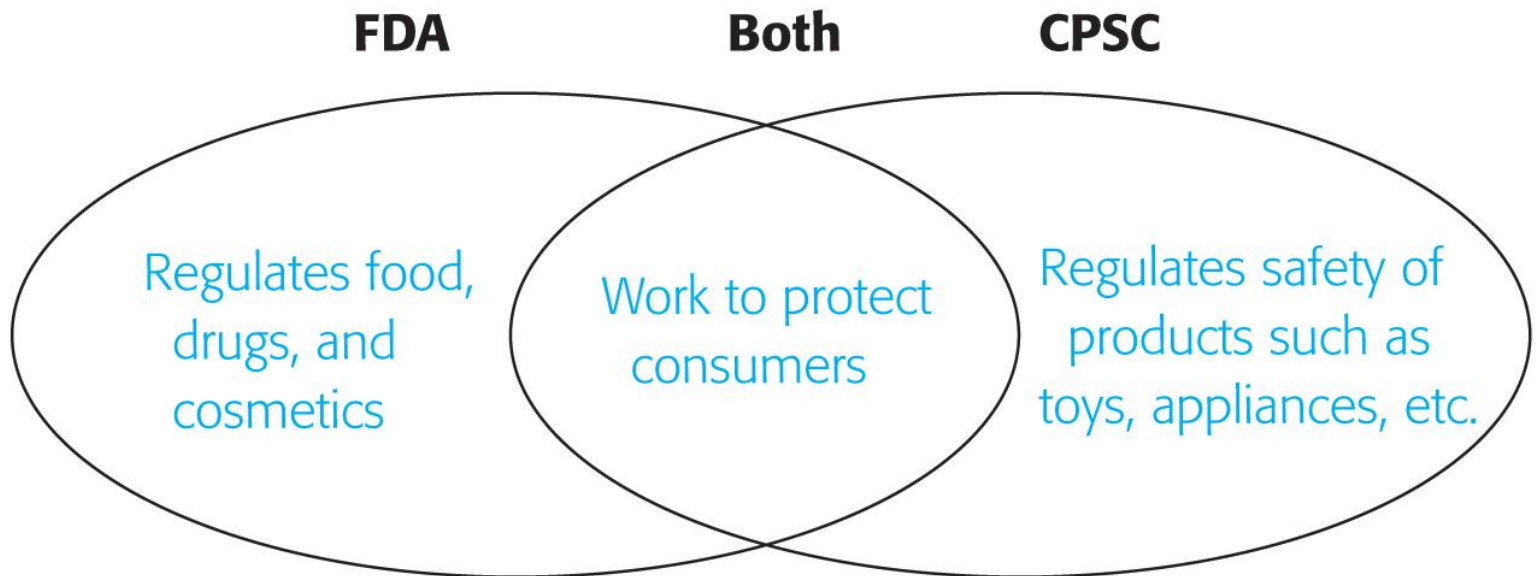 FDA
Both
CPSC
Regulates food,
drugs, and
cosmetics
Work to protect
consumers
Regulates safety of
products such as
toys, appliances, etc.